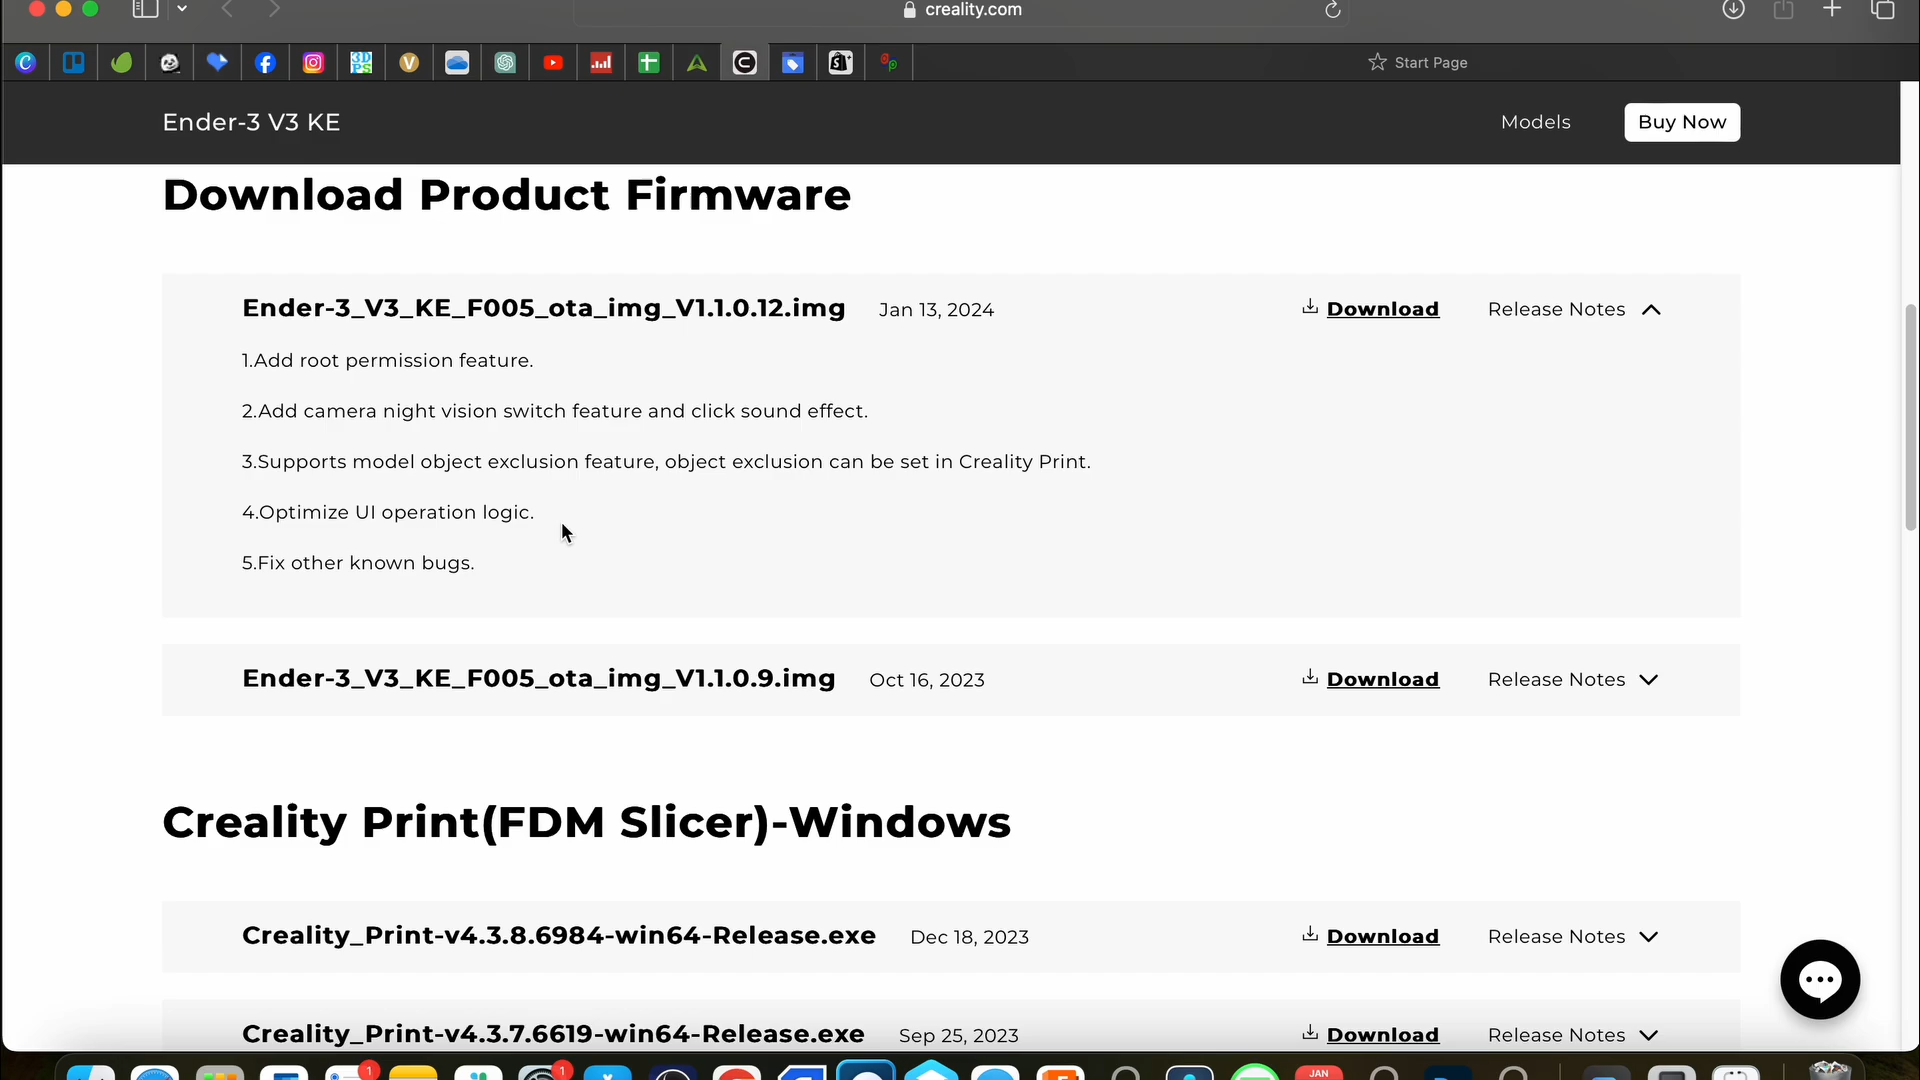 creality.com
Start Page
Ender-3 V3 KE
Models
Buy Now
Download Product Firmware
Ender-3_V3_KE_F005_ota_img_V1.1.0.12.img Jan 13, 2024 Download Release Notes
1.Add root permission feature.
2.Add camera night vision switch feature and click sound effect.
3.Supports model object exclusion feature, object exclusion can be set in Creality Print.
4.Optimize UI operation logic.
5.Fix other known bugs.
Ender-3_V3_KE_F005_ota_img_V1.1.0.9.img Oct 16, 2023 Download Release Notes
Creality Print(FDM Slicer)-Windows
Creality_Print-v4.3.8.6984-win64-Release.exe Dec 18, 2023 Download Release Notes
Creality_Print-v4.3.7.6619-win64-Release.exe Sep 25, 2023 Download Release Notes
1
1
JAN